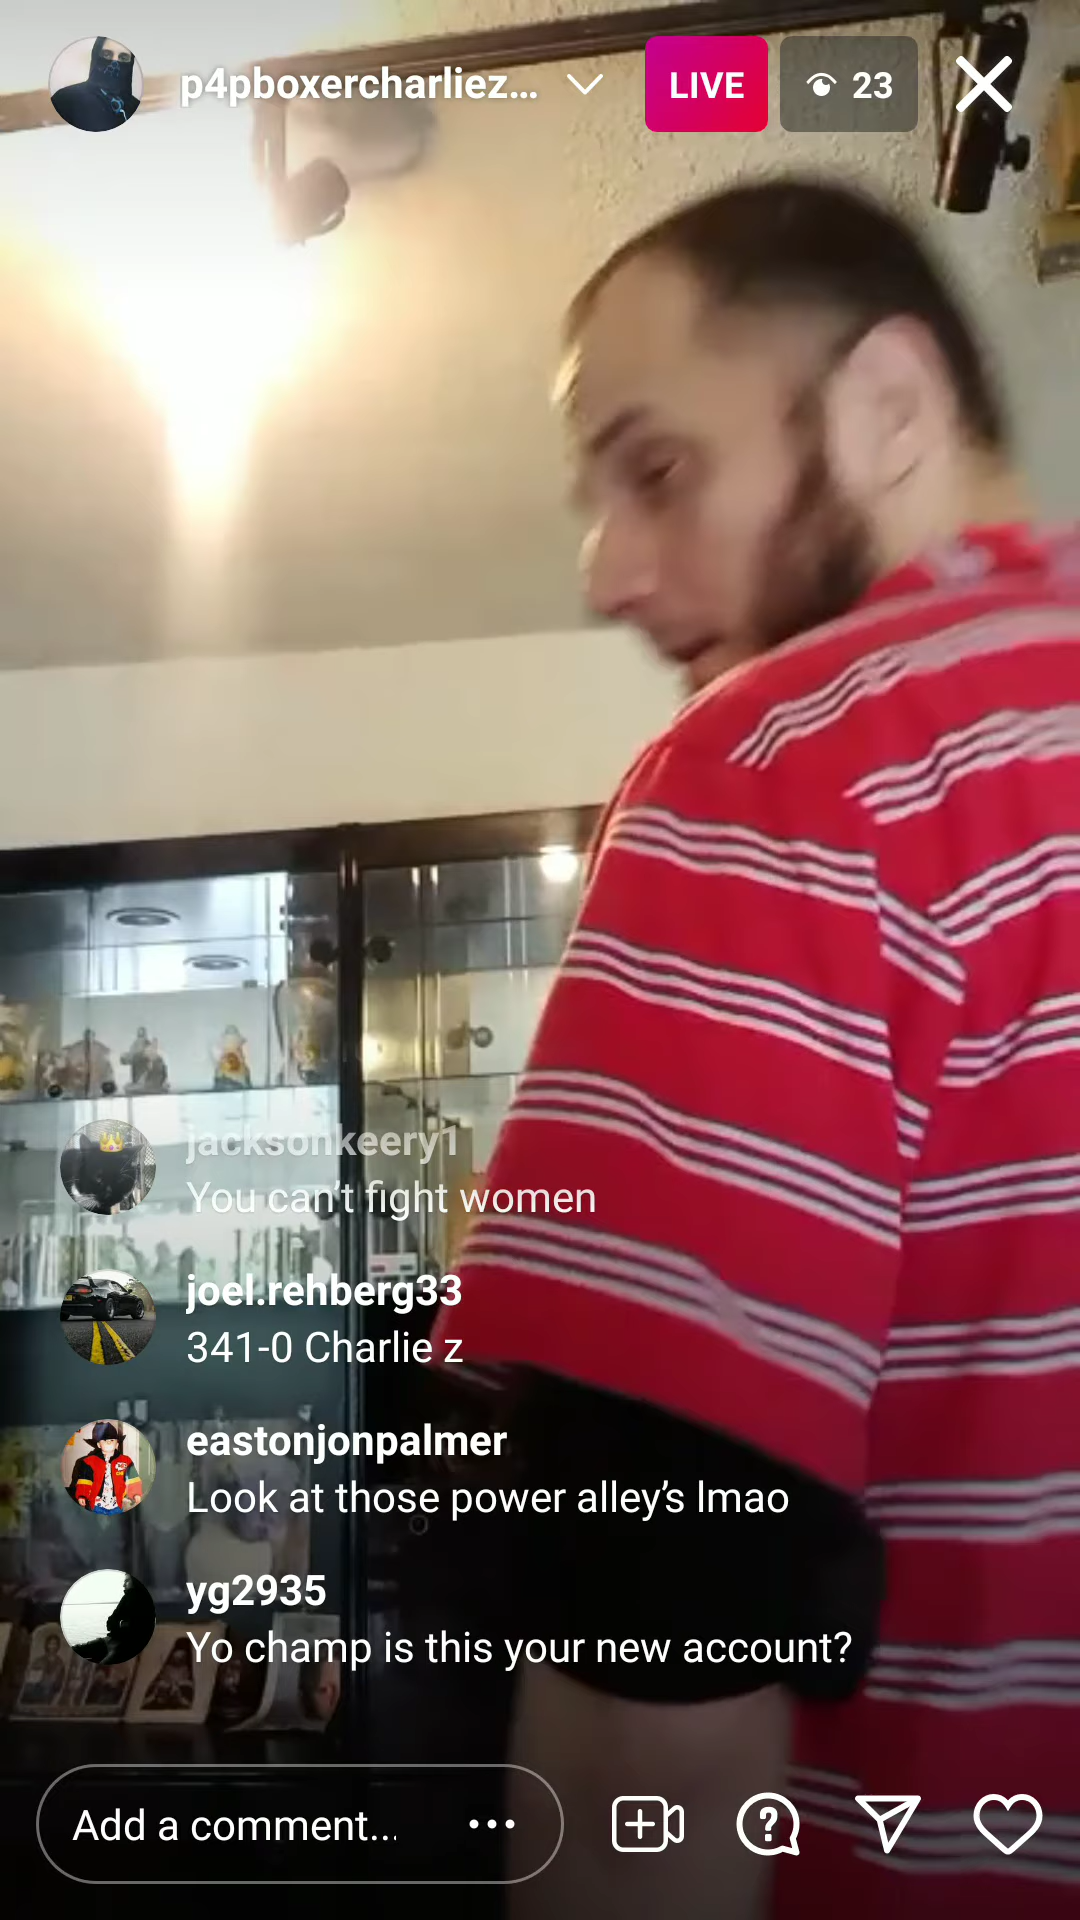 p4pboxercharliez...
LIVE
23
jacksonkeery1
You can't fight women
joel.rehberg33
341-0 Charlie z
eastonjonpalmer
Look at those power alley's lmao
yg2935
Yo champ is this your new account?
Add a comment...